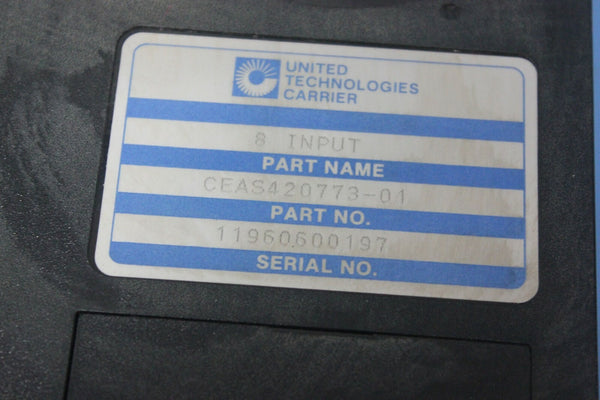 UNITED
TECHNOLOGIES
CARRIER
8 INPUT
PART NAME
CEAS420773-01
PART NO.
11960600197
SERIAL NO.